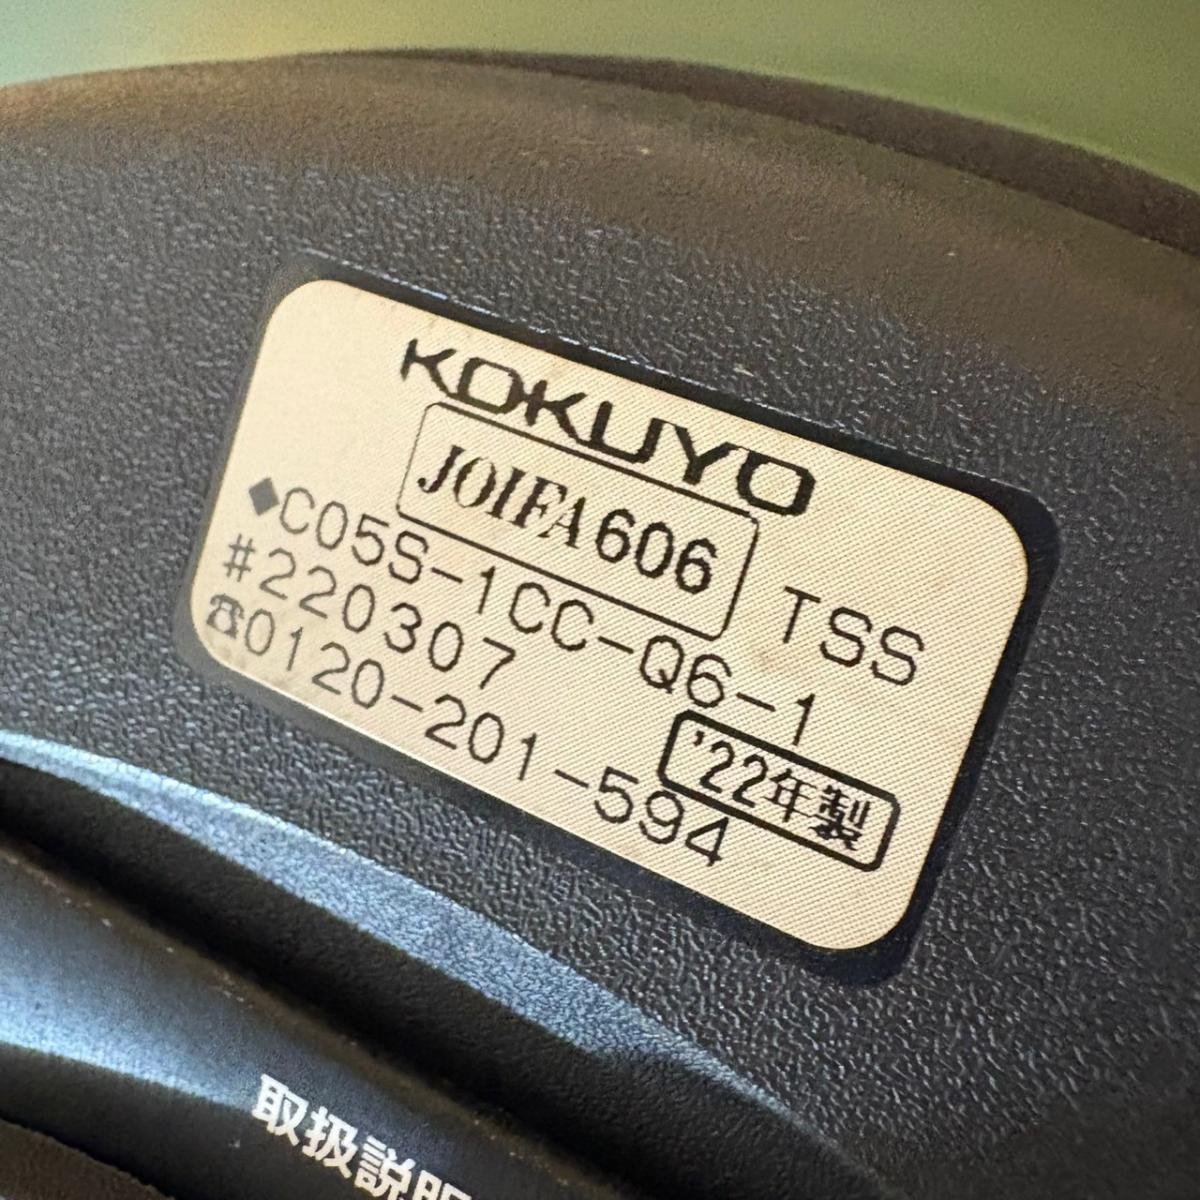 KOKUYO
JOIFA606 TSS
◆C05S-1CC-Q6-1
#220307 '22年製
☎0120-201-594
取扱説明